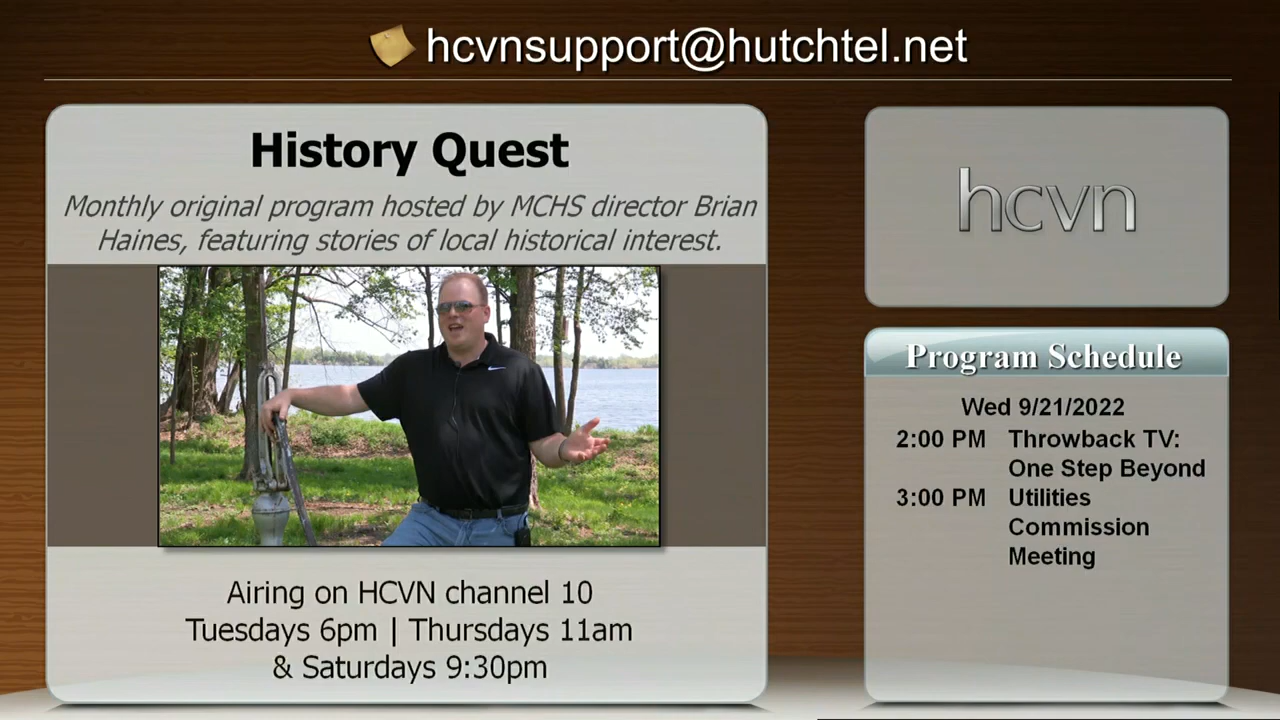 hcvnsupport@hutchtel.net
History Quest
Monthly original program hosted by MCHS director Brian
Haines, featuring stories of local historical interest.
Airing on HCVN channel 10
Tuesdays 6pm | Thursdays 11am
& Saturdays 9:30pm
hcvn
Program Schedule
Wed 9/21/2022
2:00 PM Throwback TV:
One Step Beyond
3:00 PM Utilities
Commission
Meeting